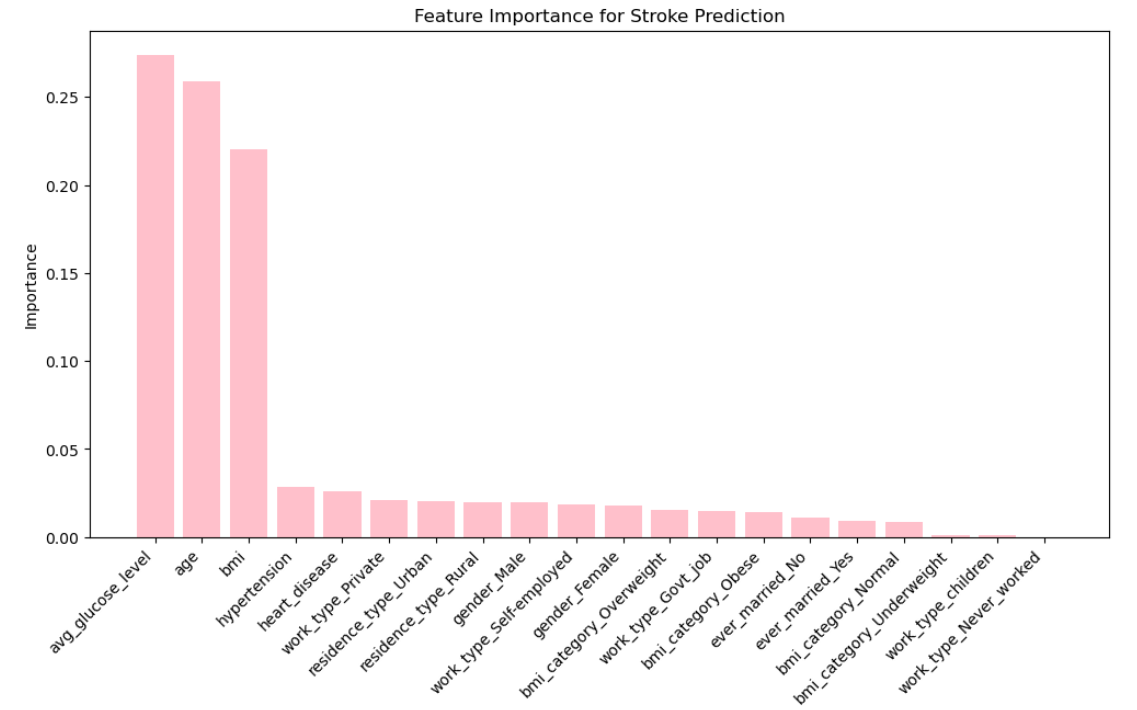 Feature Importance for Stroke Prediction
Importance
0.25
0.20
0.15
0.10
0.05
0.00
avg_glucose_level
age
bmi
hypertension
heart_disease
work_type_Private
residence_type_Urban
residence_type_Rural
gender_Male
work_type_Self-employed
gender_Female
bmi_category_Overweight
work_type_Govt_job
bmi_category_Obese
ever_married_No
ever_married_Yes
bmi_category_Normal
bmi_category_Underweight
work_type_children
work_type_Never_worked